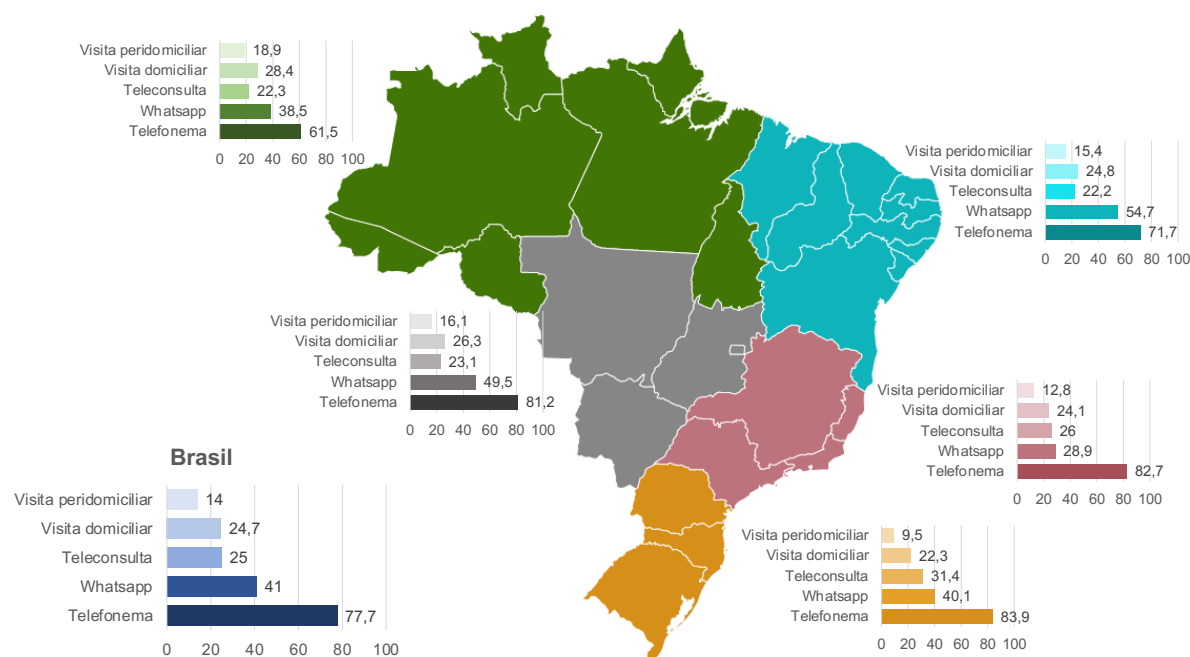 Visita peridomiciliar 18,9
Visita domiciliar 28,4
Teleconsulta 22,3
Whatsapp 38,5
Telefonema 61,5
0 20 40 60 80 100
Visita peridomiciliar 15,4
Visita domiciliar 24,8
Teleconsulta 22,2
Whatsapp 54,7
Telefonema 71,7
0 20 40 60 80 100
Visita peridomiciliar 16,1
Visita domiciliar 26,3
Teleconsulta 23,1
Whatsapp 49,5
Telefonema 81,2
0 20 40 60 80 100
Visita peridomiciliar 12,8
Visita domiciliar 24,1
Teleconsulta 26
Whatsapp 28,9
Telefonema 82,7
0 20 40 60 80 100
Brasil
Visita peridomiciliar 14
Visita domiciliar 24,7
Teleconsulta 25
Whatsapp 41
Telefonema 77,7
0 20 40 60 80 100
Visita peridomiciliar 9,5
Visita domiciliar 22,3
Teleconsulta 31,4
Whatsapp 40,1
Telefonema 83,9
0 20 40 60 80 100